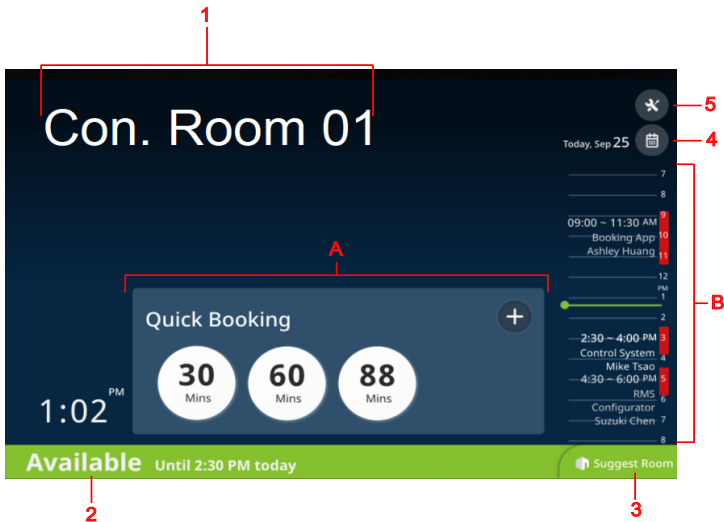 1
Con. Room 01
5
4
Today, Sep 25
7
8
9
09:00 ~ 11:30 AM
10
Booking App
Ashley Huang
11
12
PM
1
B
2
2:30 ~ 4:00 PM
3
Control System
4
Mike Tsao
4:30 ~ 6:00 PM
5
RMS
6
Configurator
Suzuki Chen
7
8
A
Quick Booking
+
30
Mins
60
Mins
88
Mins
1:02 PM
Available Until 2:30 PM today
Suggest Room
2
3